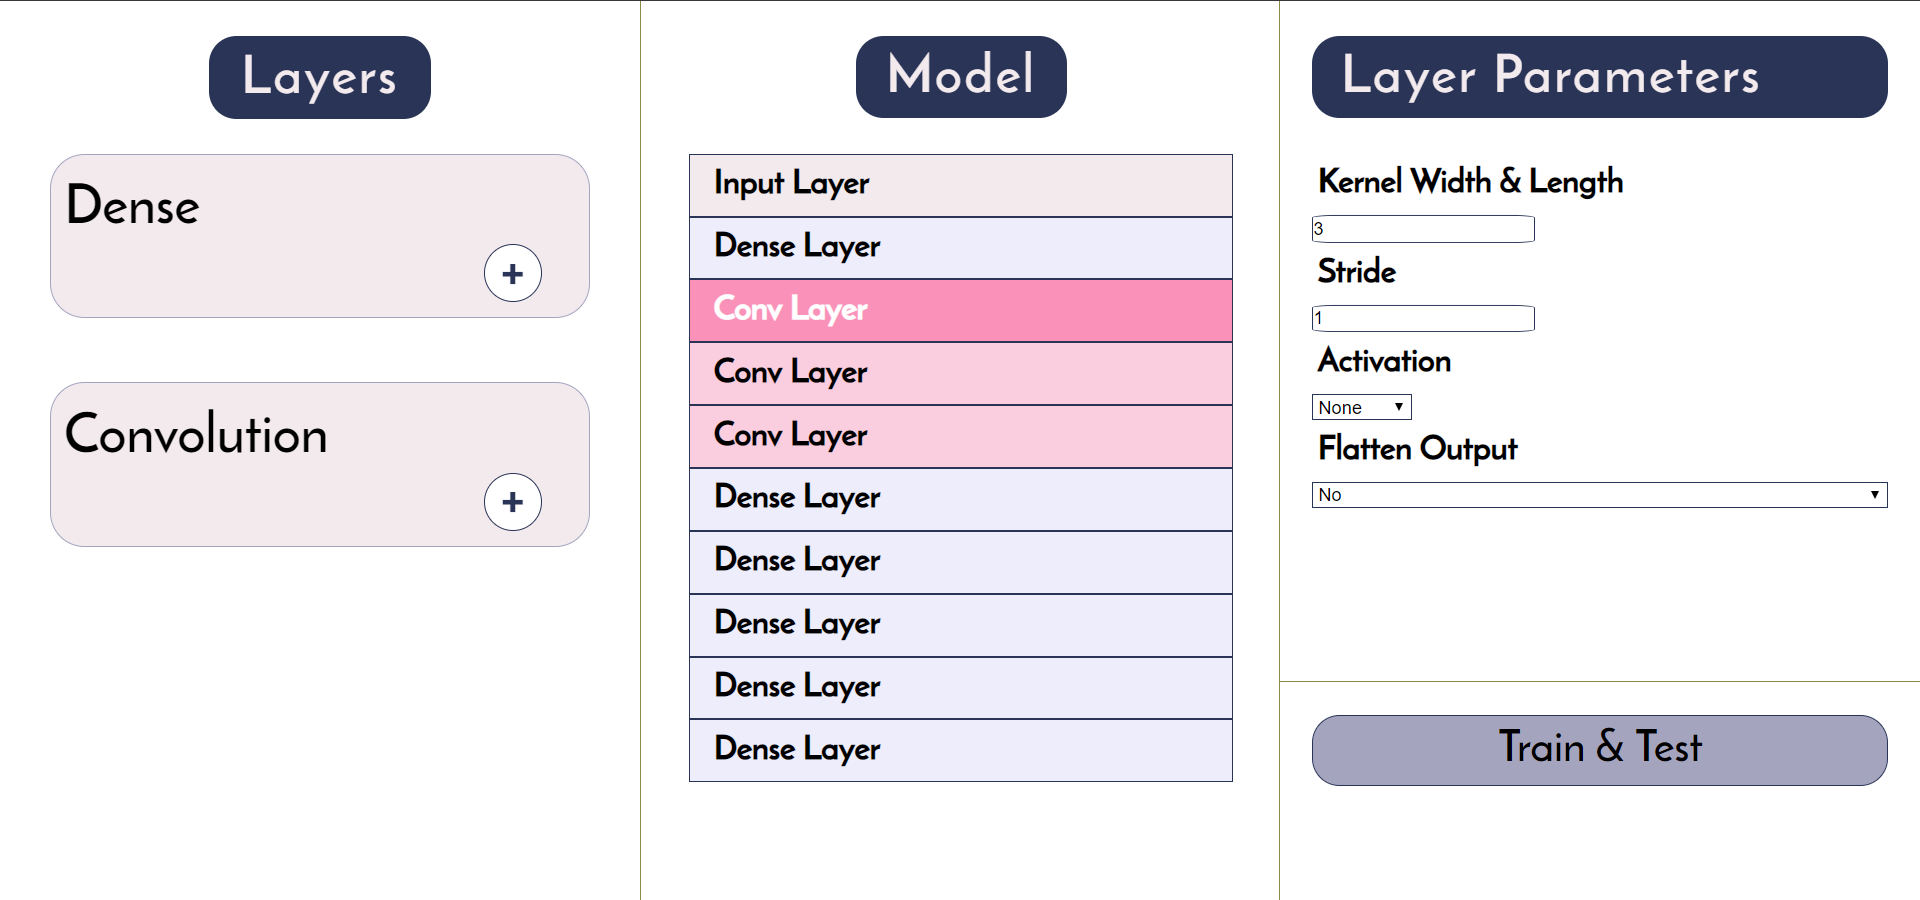 Layers
Dense
+
Convolution
+
Model
Input Layer
Dense Layer
Conv Layer
Conv Layer
Conv Layer
Dense Layer
Dense Layer
Dense Layer
Dense Layer
Dense Layer
Layer Parameters
Kernel Width & Length
3
Stride
1
Activation
None
Flatten Output
No
Train & Test